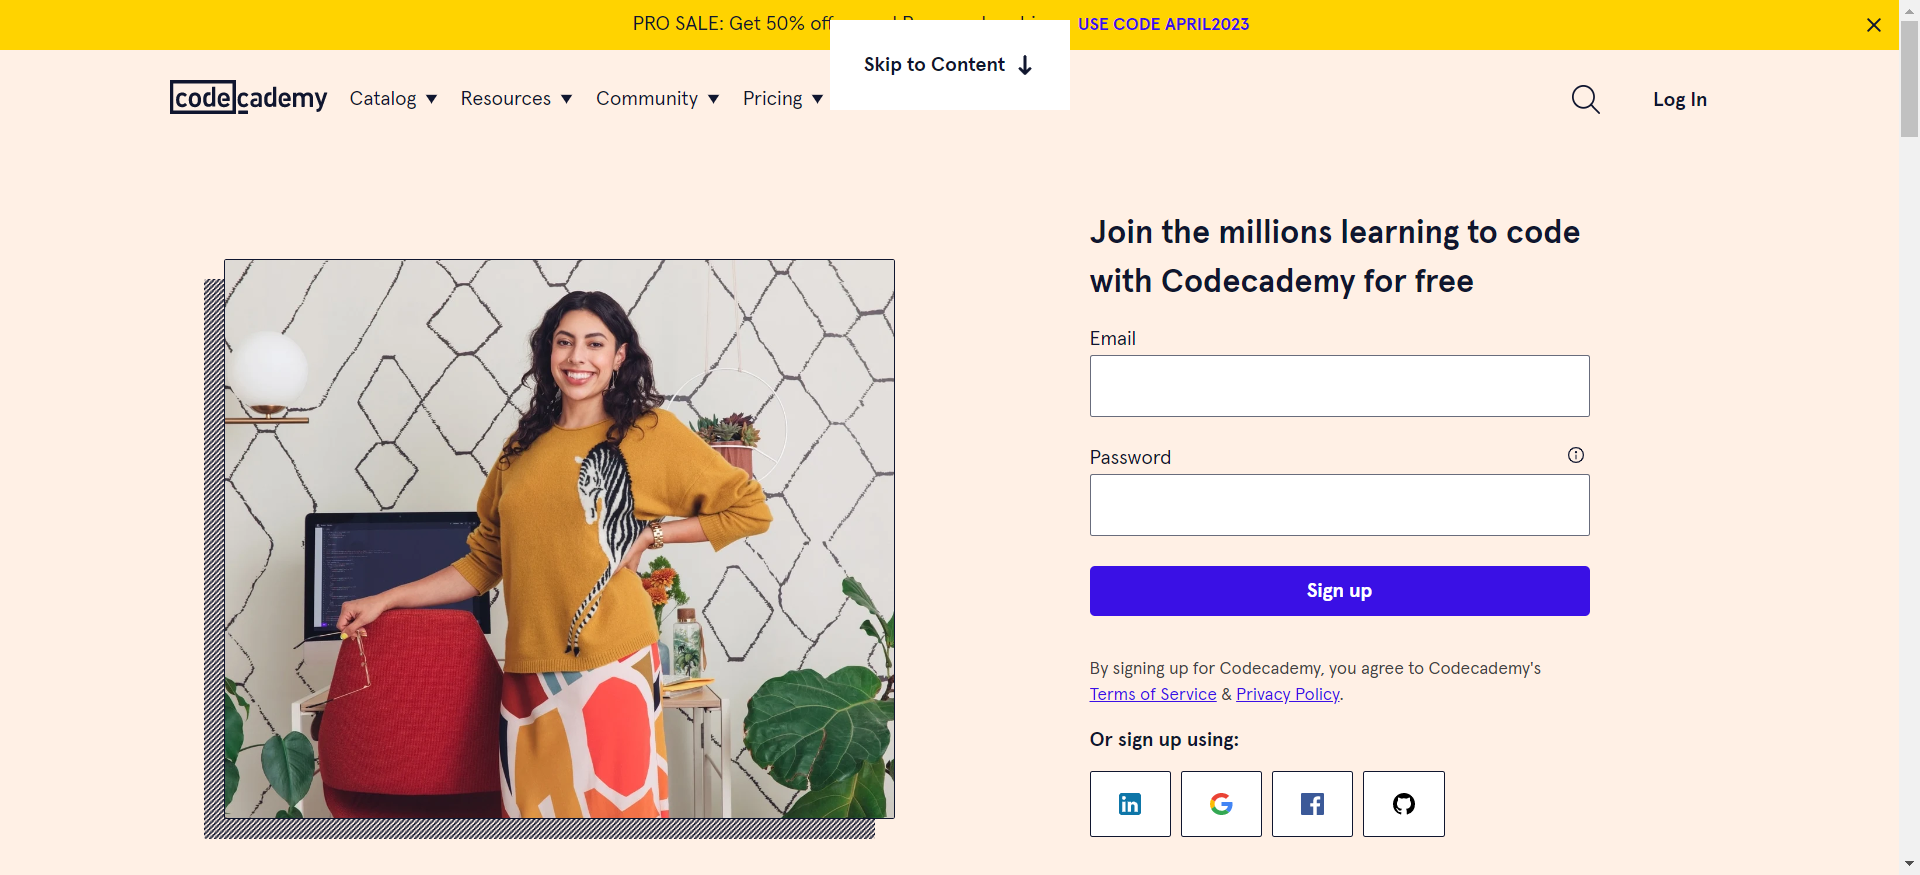 PRO SALE: Get 50% off
USE CODE APRIL2023
Skip to Content
codecademy
Catalog
Resources
Community
Pricing
Log In
Join the millions learning to code
with Codecademy for free
Email
Password
Sign up
By signing up for Codecademy, you agree to Codecademy's
Terms of Service & Privacy Policy.
Or sign up using:
in
G
f